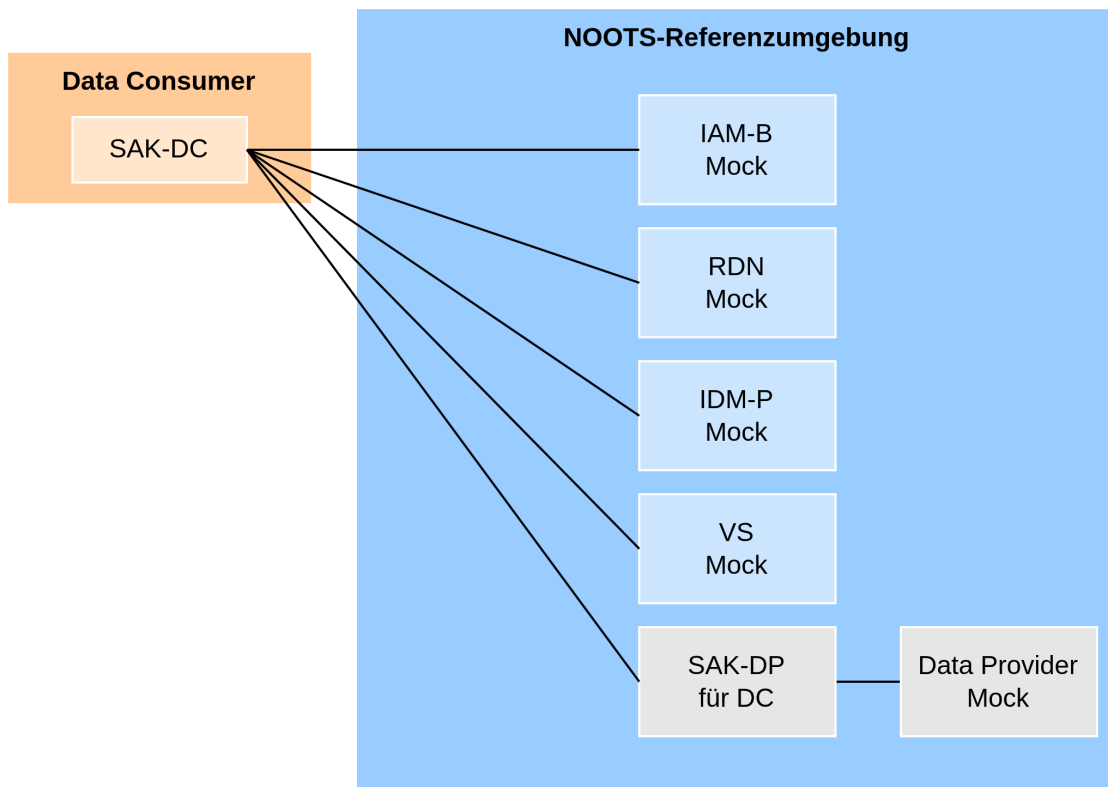 NOOTS-Referenzumgebung
Data Consumer
SAK-DC
IAM-B
Mock
RDN
Mock
IDM-P
Mock
VS
Mock
SAK-DP
für DC
Data Provider
Mock